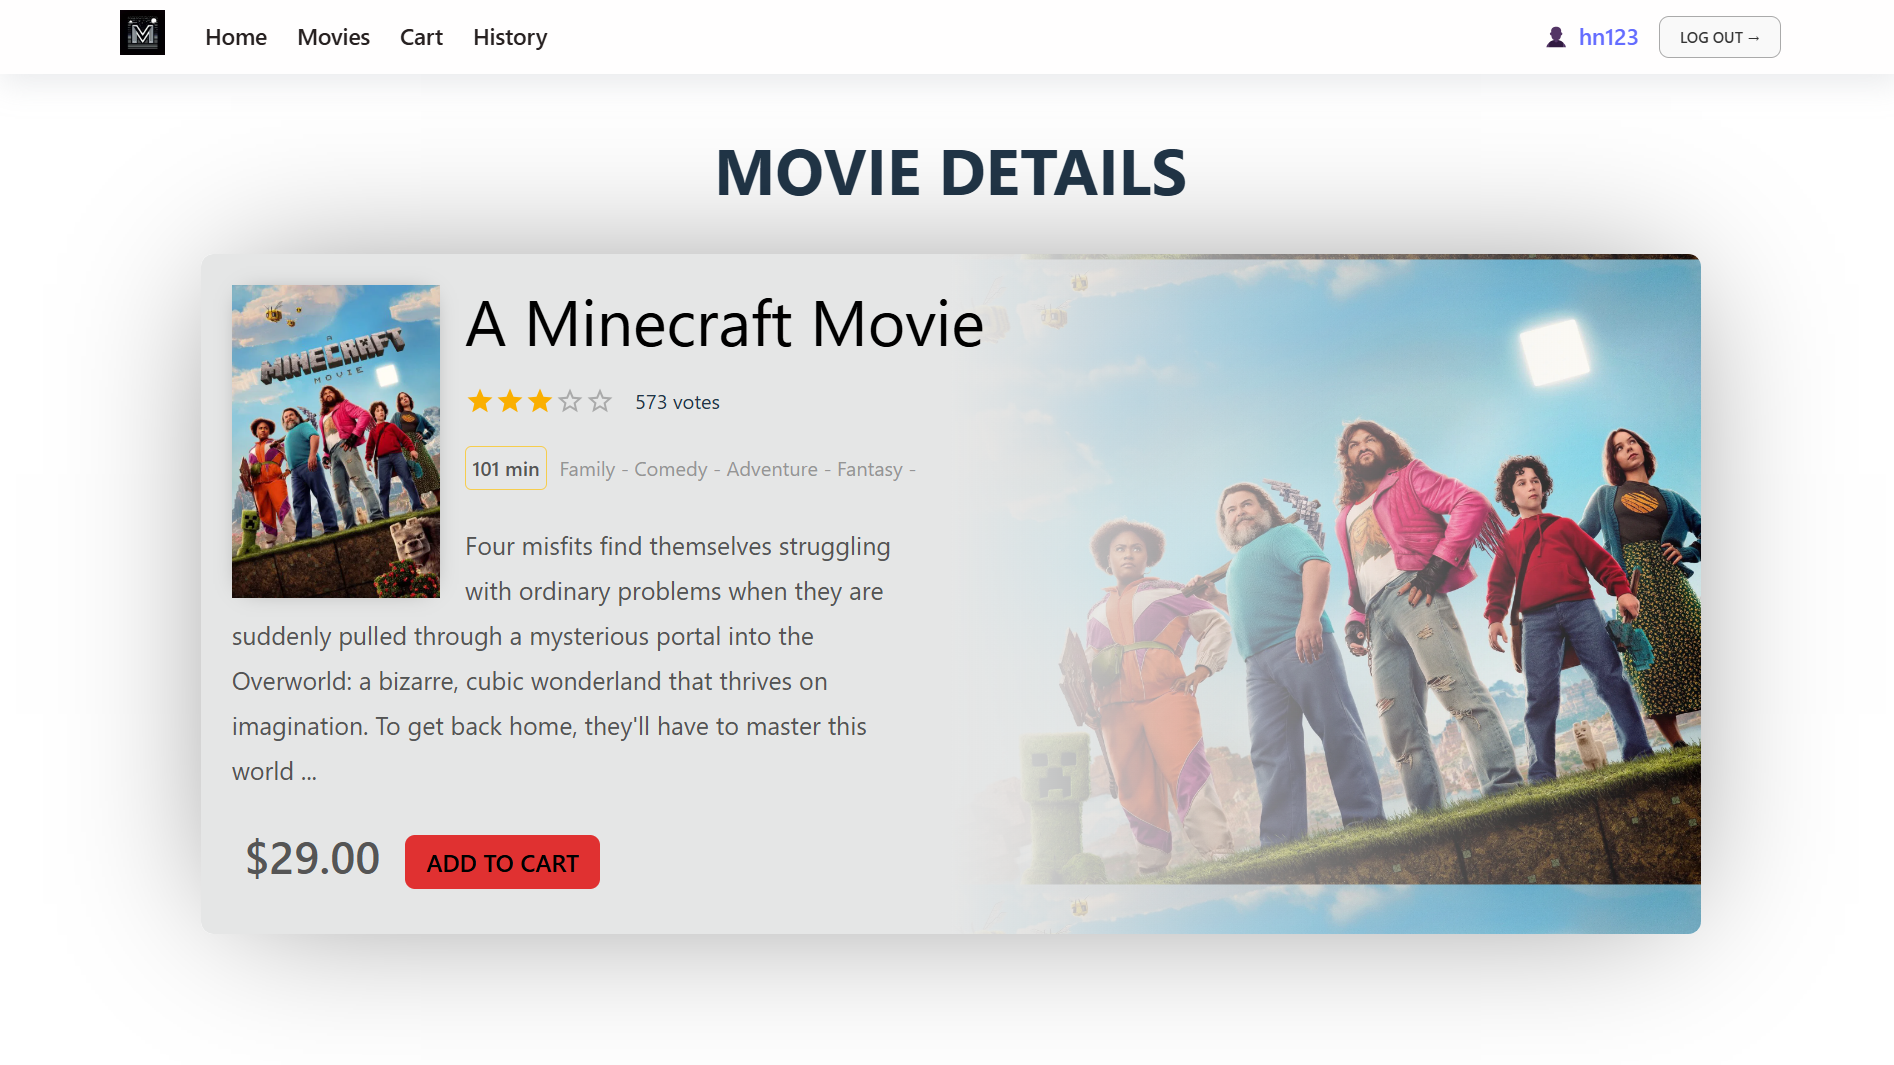 M
Home
Movies
Cart
History
hn123
LOG OUT →
MOVIE DETAILS
A
MINECRAFT
MOVIE
A Minecraft Movie
573 votes
101 min
Family - Comedy - Adventure - Fantasy -
Four misfits find themselves struggling
with ordinary problems when they are
suddenly pulled through a mysterious portal into the
Overworld: a bizarre, cubic wonderland that thrives on
imagination. To get back home, they'll have to master this
world ...
$29.00
ADD TO CART